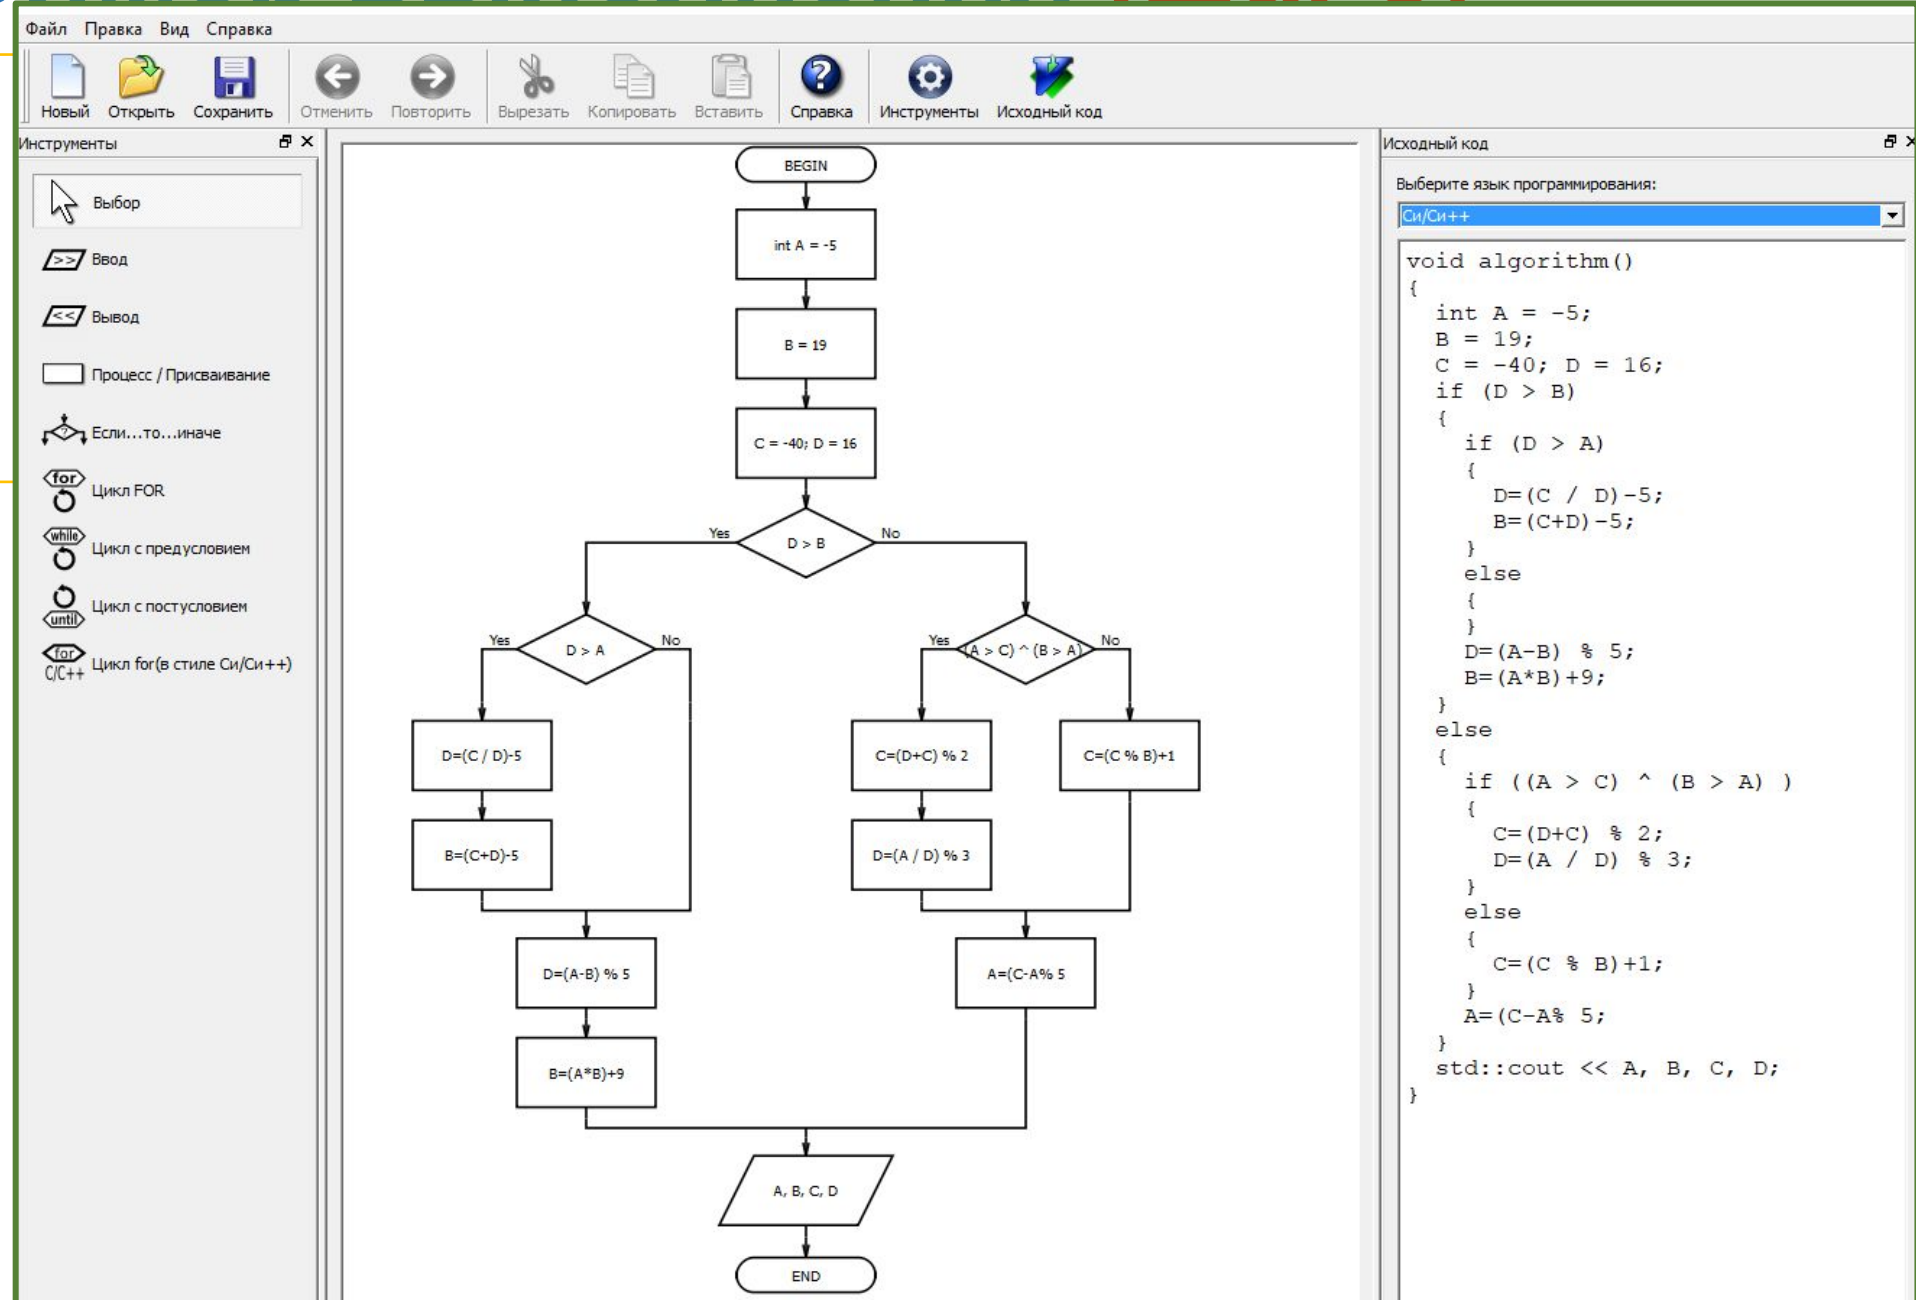 Файл Правка Вид Справка
Новый Открыть Сохранить Отменить Повторить Вырезать Копировать Вставить Справка Инструменты Исходный код
Инструменты
Выбор
>> Ввод
<< Вывод
Процесс / Присваивание
? Если...то...иначе
for Цикл FOR
while Цикл с предусловием
until Цикл с постусловием
for C/C++ Цикл for(в стиле Си/Си++)
BEGIN
int A = -5
B = 19
C = -40; D = 16
Yes D > B No
Yes D > A No
Yes (A > C) ^ (B > A) No
D=(C / D)-5
C=(D+C) % 2
C=(C % B)+1
B=(C+D)-5
D=(A / D) % 3
D=(A-B) % 5
A=(C-A% 5
B=(A*B)+9
A, B, C, D
END
Исходный код
Выберите язык программирования:
Си/Си++
void algorithm()
{
int A = -5;
B = 19;
C = -40; D = 16;
if (D > B)
{
if (D > A)
{
D=(C / D)-5;
B=(C+D)-5;
}
else
{
}
D=(A-B) % 5;
B=(A*B)+9;
}
else
{
if ((A > C) ^ (B > A) )
{
C=(D+C) % 2;
D=(A / D) % 3;
}
else
{
C=(C % B)+1;
}
A=(C-A% 5;
}
std::cout << A, B, C, D;
}